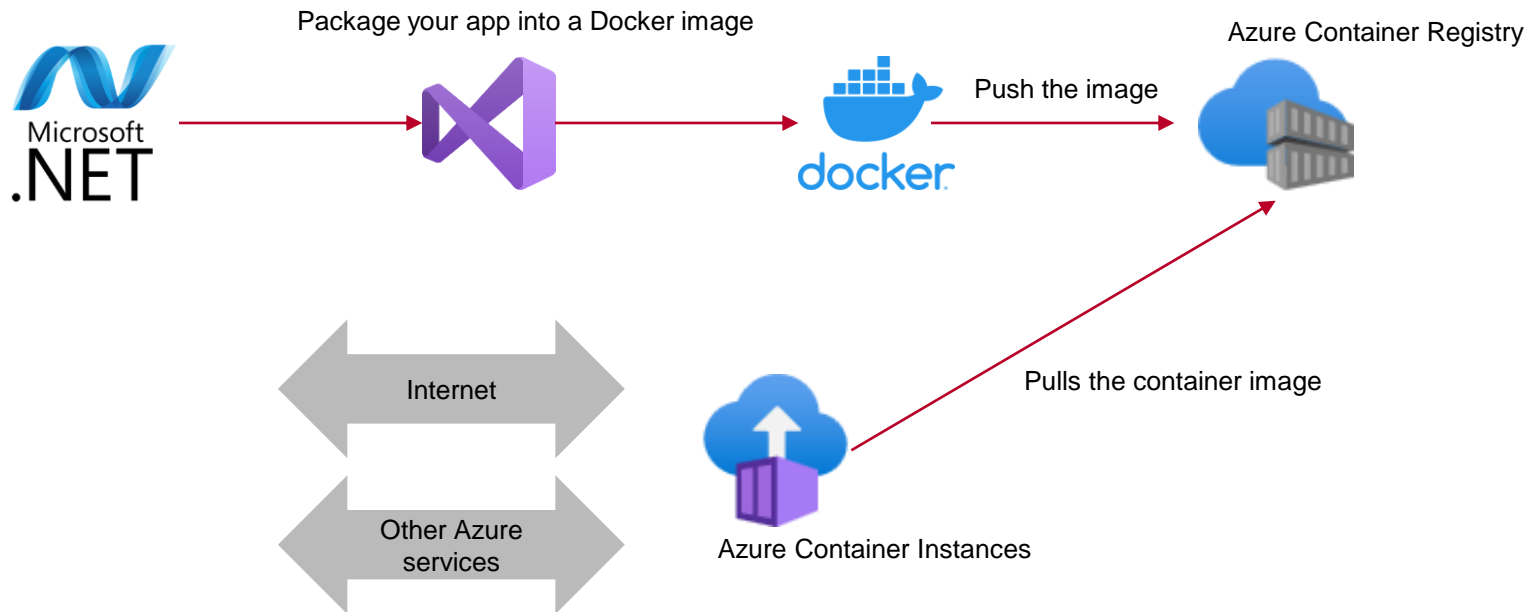 Package your app into a Docker image
Azure Container Registry
Microsoft
.NET
docker
Push the image
Internet
Pulls the container image
Other Azure
services
Azure Container Instances